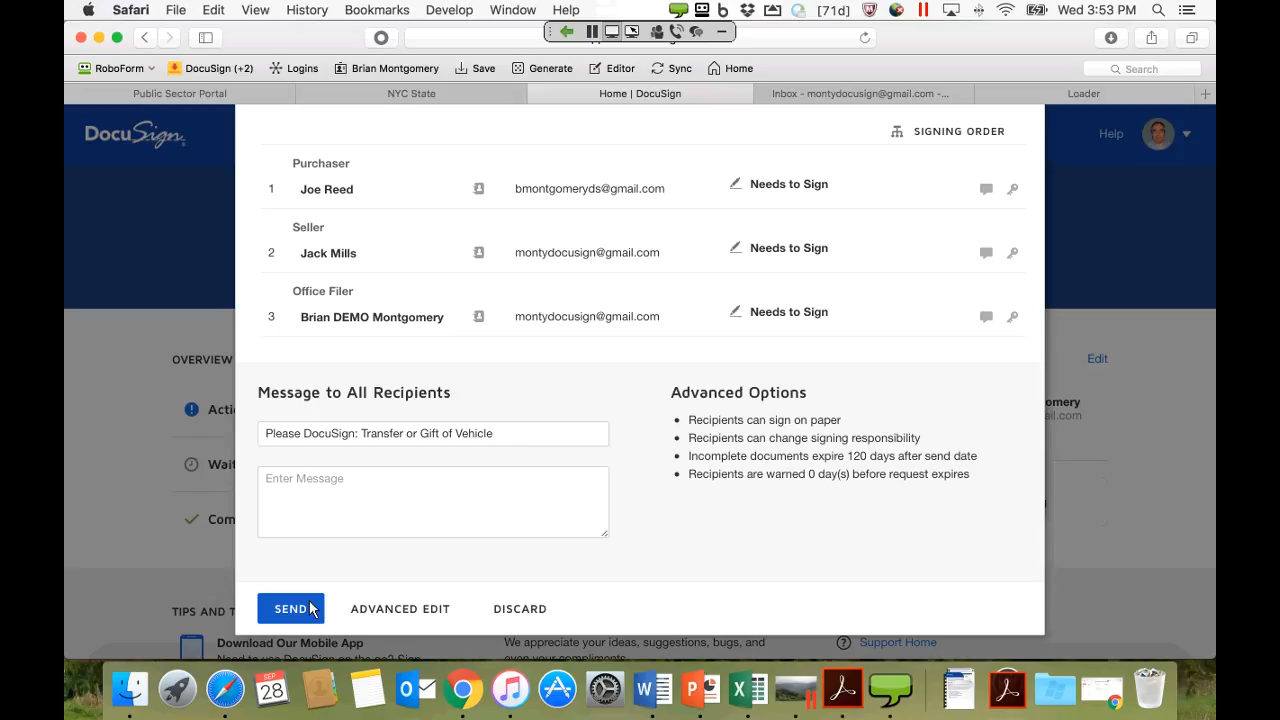 Safari File Edit View History Bookmarks Develop Window Help [71d] Wed 3:53 PM
RoboForm DocuSign (+2) Logins Brian Montgomery Save Generate Editor Sync Home Search
Public Sector Portal NYC State Home | DocuSign Inbox - montydocusign@gmail.com -... Loader
DocuSign Help
SIGNING ORDER
Purchaser
1 Joe Reed bmontgomeryds@gmail.com Needs to Sign
Seller
2 Jack Mills montydocusign@gmail.com Needs to Sign
Office Filer
3 Brian DEMO Montgomery montydocusign@gmail.com Needs to Sign
OVERVIEW Edit
Message to All Recipients Advanced Options
Recipients can sign on paper
Please DocuSign: Transfer or Gift of Vehicle
Recipients can change signing responsibility
Incomplete documents expire 120 days after send date
Recipients are warned 0 day(s) before request expires
Enter Message
SEND ADVANCED EDIT DISCARD
TIPS AND T
Download Our Mobile App We appreciate your ideas, suggestions, bugs, and Support Home
SEP
28